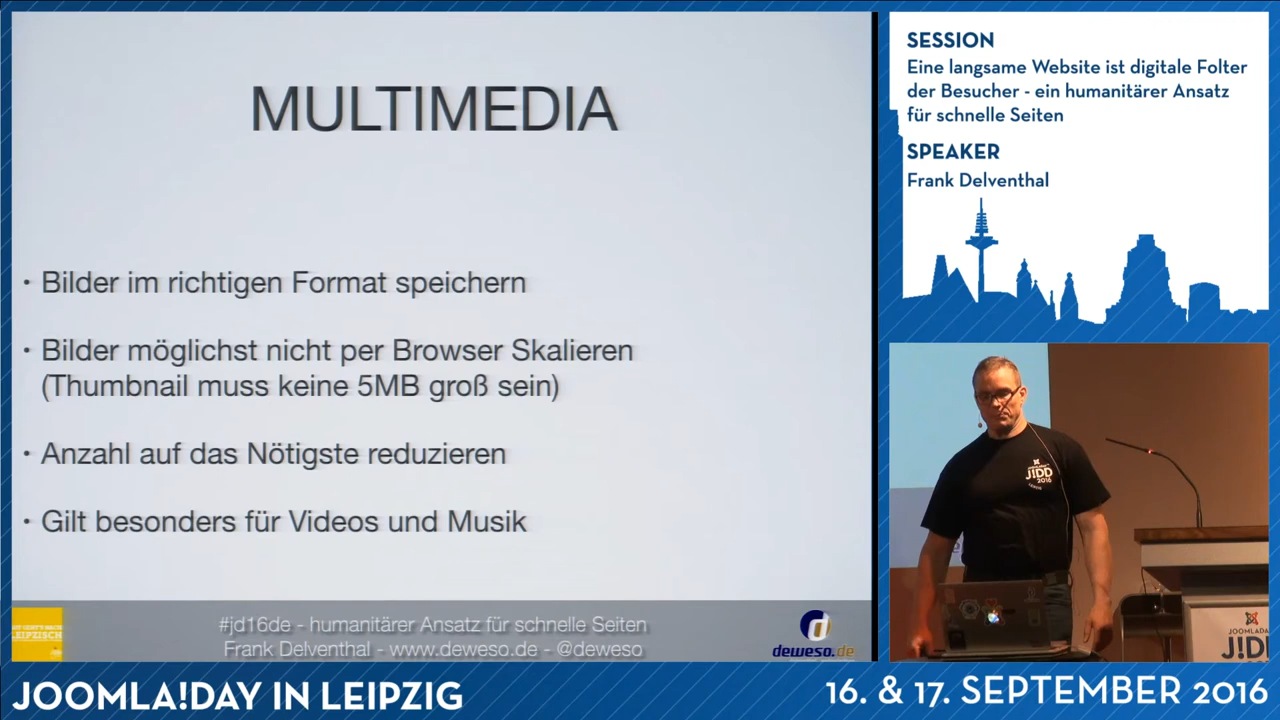 MULTIMEDIA
• Bilder im richtigen Format speichern
• Bilder möglichst nicht per Browser Skalieren
(Thumbnail muss keine 5MB groß sein)
• Anzahl auf das Nötigste reduzieren
• Gilt besonders für Videos und Musik
LEIPZISCH
#jd16de - humanitärer Ansatz für schnelle Seiten
Frank Delventhal - www.deweso.de - @deweso
deweso.de
SESSION
Eine langsame Website ist digitale Folter
der Besucher - ein humanitärer Ansatz
für schnelle Seiten
SPEAKER
Frank Delventhal
J!DD
2016
JOOMLADA
J!D
JOOMLA!DAY IN LEIPZIG
16. & 17. SEPTEMBER 2016